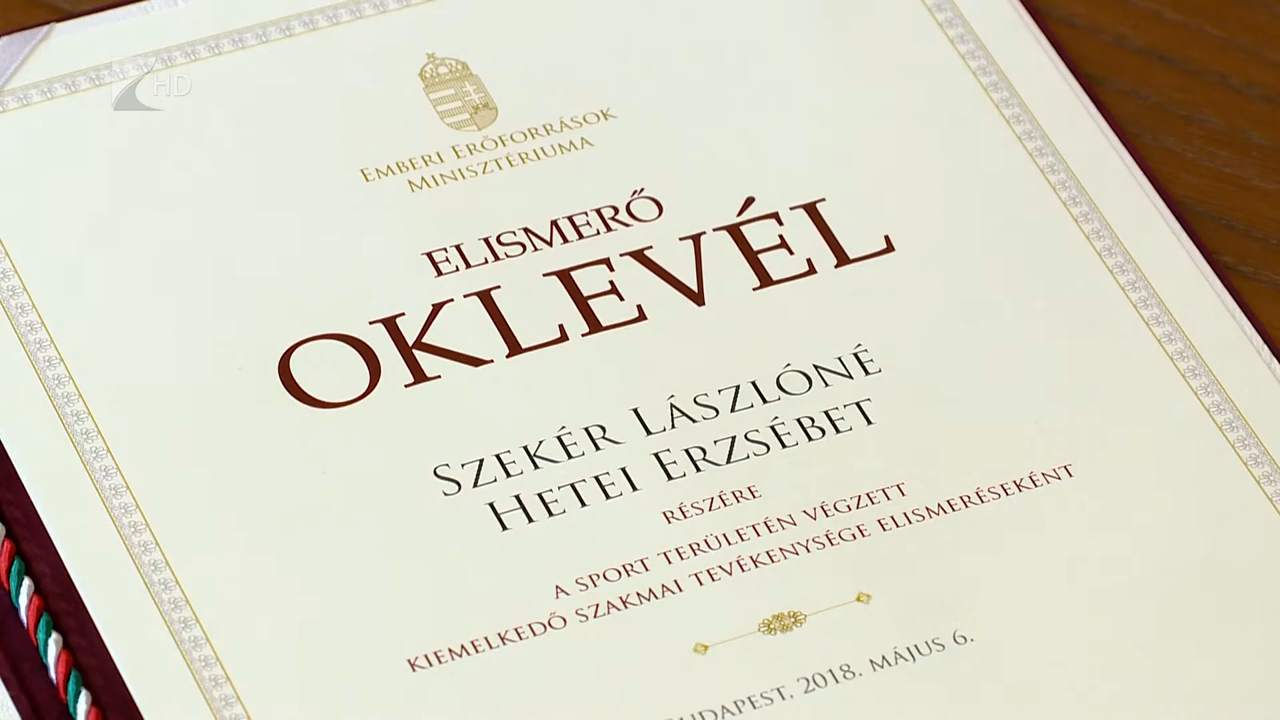 HD
EMBERI ERŐFORRÁSOK
MINISZTÉRIUMA
ELISMERŐ
OKLEVÉL
SZEKÉR LÁSZLÓNÉ
HETEI ERZSÉBET
RÉSZÉRE
A SPORT TERÜLETÉN VÉGZETT
KIEMELKEDŐ SZAKMAI TEVÉKENYSÉGE ELISMERÉSEKÉNT
BUDAPEST, 2018. MÁJUS 6.